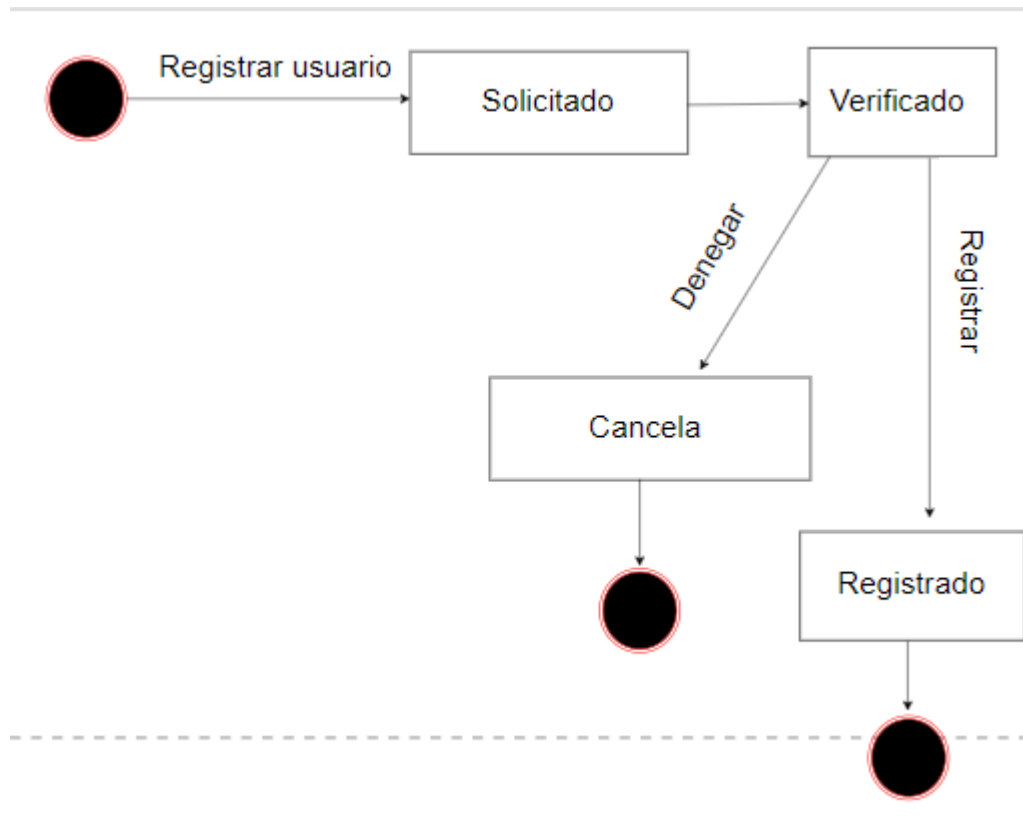 Registrar usuario
Solicitado
Verificado
Denegar
Registrar
Cancela
Registrado